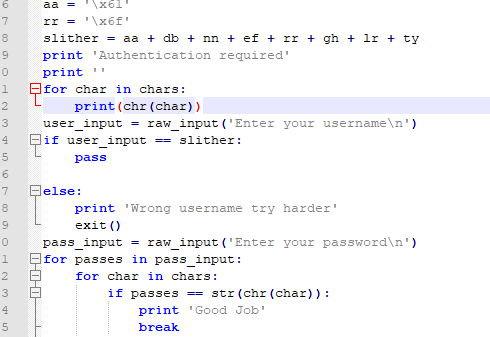 6 aa = '\x61'
7 rr = '\x6f'
8 slither = aa + db + nn + ef + rr + gh + lr + ty
9 print 'Authentication required'
0 print ''
1 for char in chars:
2 print(chr(char))
3 user_input = raw_input('Enter your username\n')
4 if user_input == slither:
5 pass
6
7 else:
8 print 'Wrong username try harder'
9 exit()
0 pass_input = raw_input('Enter your password\n')
1 for passes in pass_input:
2 for char in chars:
3 if passes == str(chr(char)):
4 print 'Good Job'
5 break